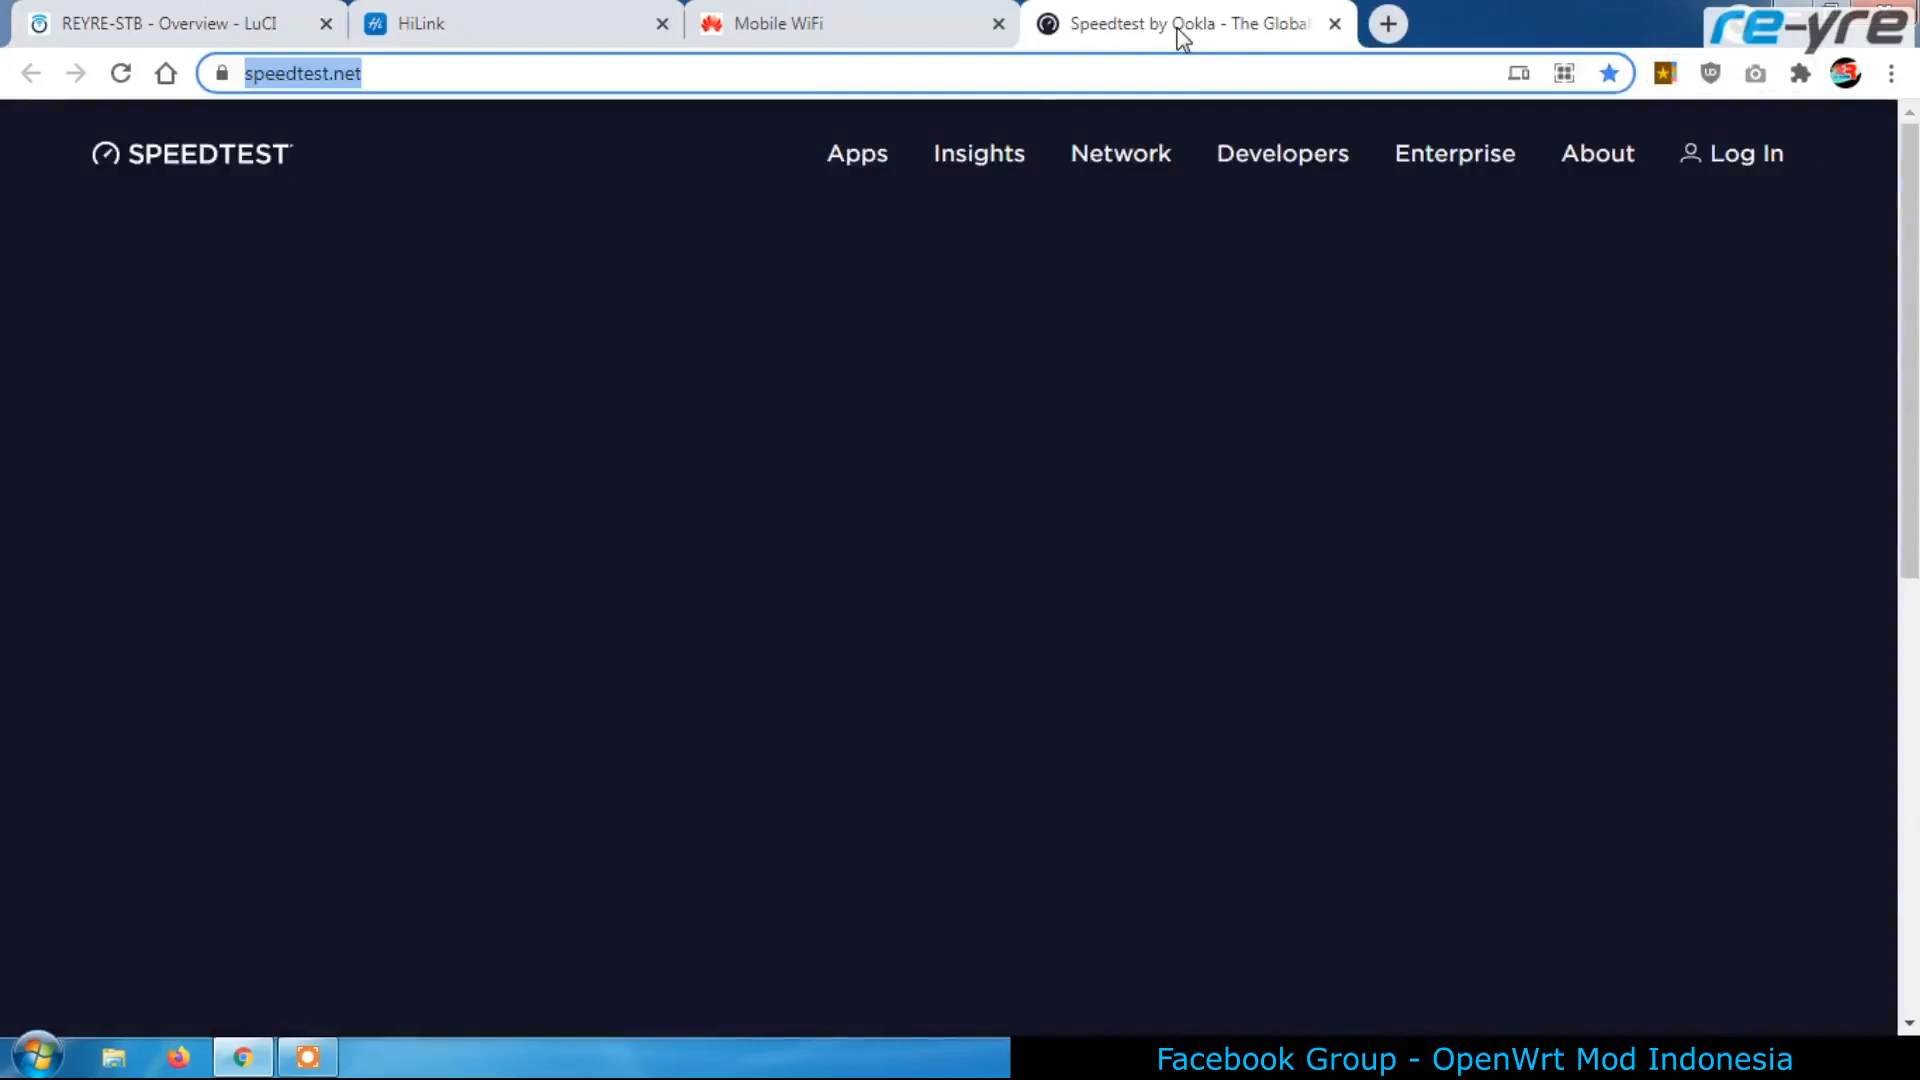 REYRE-STB - Overview - LuCI
HiLink
Mobile WiFi
Speedtest by Ookla - The Global
re-yre
speedtest.net
SPEEDTEST
Apps
Insights
Network
Developers
Enterprise
About
Log In
Facebook Group - OpenWrt Mod Indonesia